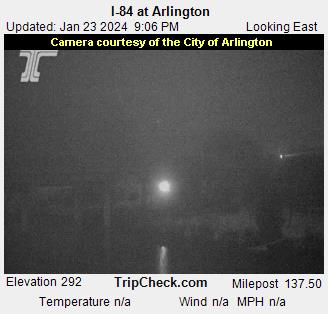 I-84 at Arlington
Updated: Jan 23 2024 9:06 PM Looking East
Camera courtesy of the City of Arlington
Elevation 292 TripCheck.com Milepost 137.50
Temperature n/a Wind n/a MPH n/a